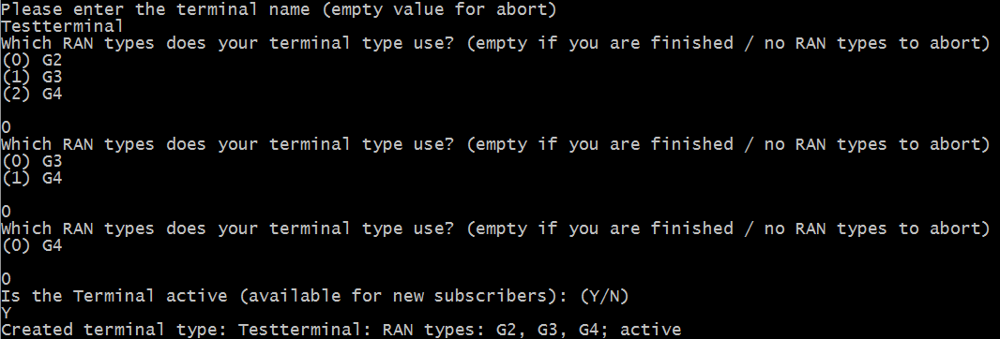 Please enter the terminal name (empty value for abort)
Testterminal
Which RAN types does your terminal type use? (empty if you are finished / no RAN types to abort)
(0) G2
(1) G3
(2) G4
0
Which RAN types does your terminal type use? (empty if you are finished / no RAN types to abort)
(0) G3
(1) G4
0
Which RAN types does your terminal type use? (empty if you are finished / no RAN types to abort)
(0) G4
0
Is the Terminal active (available for new subscribers): (Y/N)
Y
Created terminal type: Testterminal: RAN types: G2, G3, G4; active